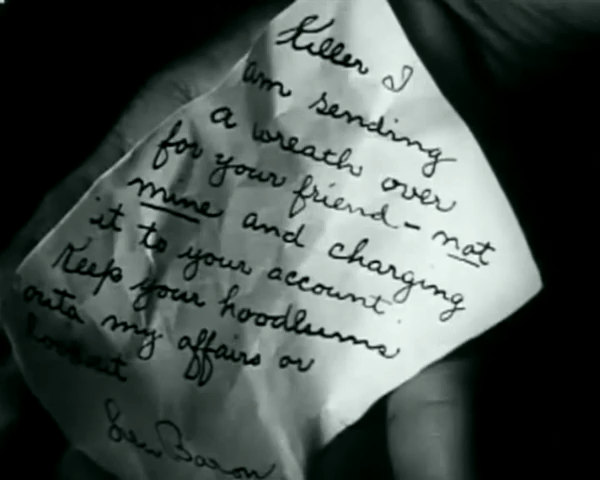 Killer I
am sending
a wreath over
for your friend - not
mine and charging
it to your account.
Keep your hoodlums
outa my affairs or
lookout
Baron